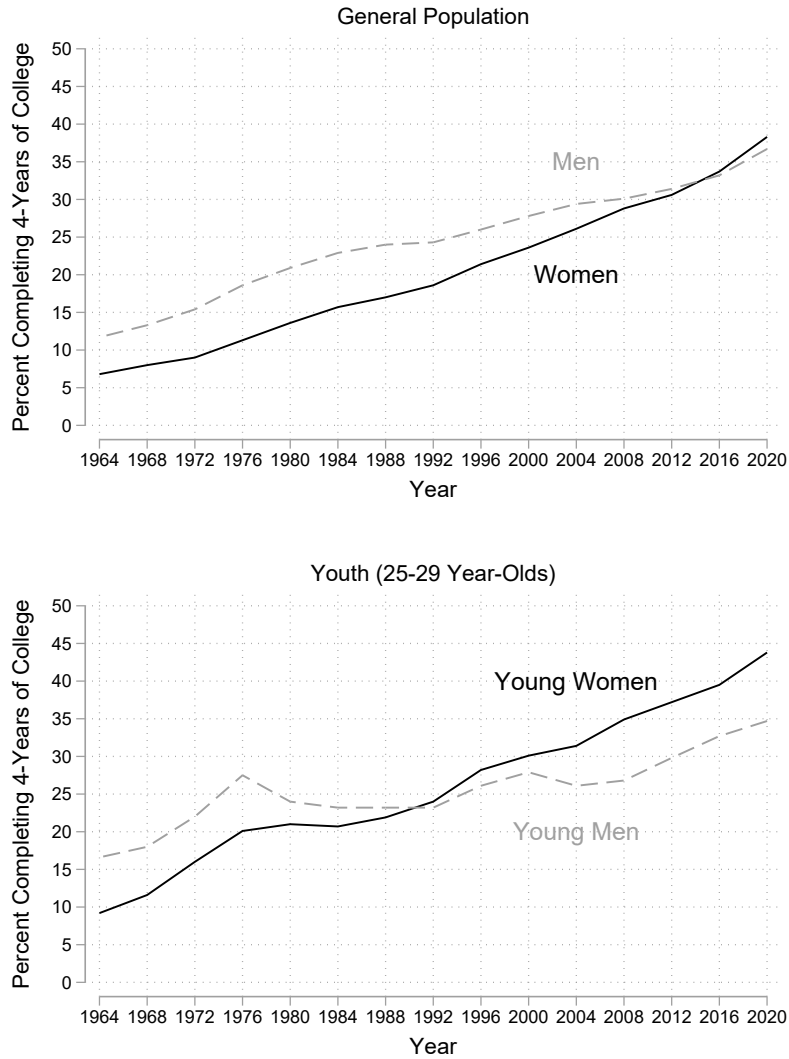 General Population
Percent Completing 4-Years of College
50
45
40
35
30
25
20
15
10
5
0
Men
Women
1964 1968 1972 1976 1980 1984 1988 1992 1996 2000 2004 2008 2012 2016 2020
Year
Youth (25-29 Year-Olds)
Percent Completing 4-Years of College
50
45
40
35
30
25
20
15
10
5
0
Young Women
Young Men
1964 1968 1972 1976 1980 1984 1988 1992 1996 2000 2004 2008 2012 2016 2020
Year